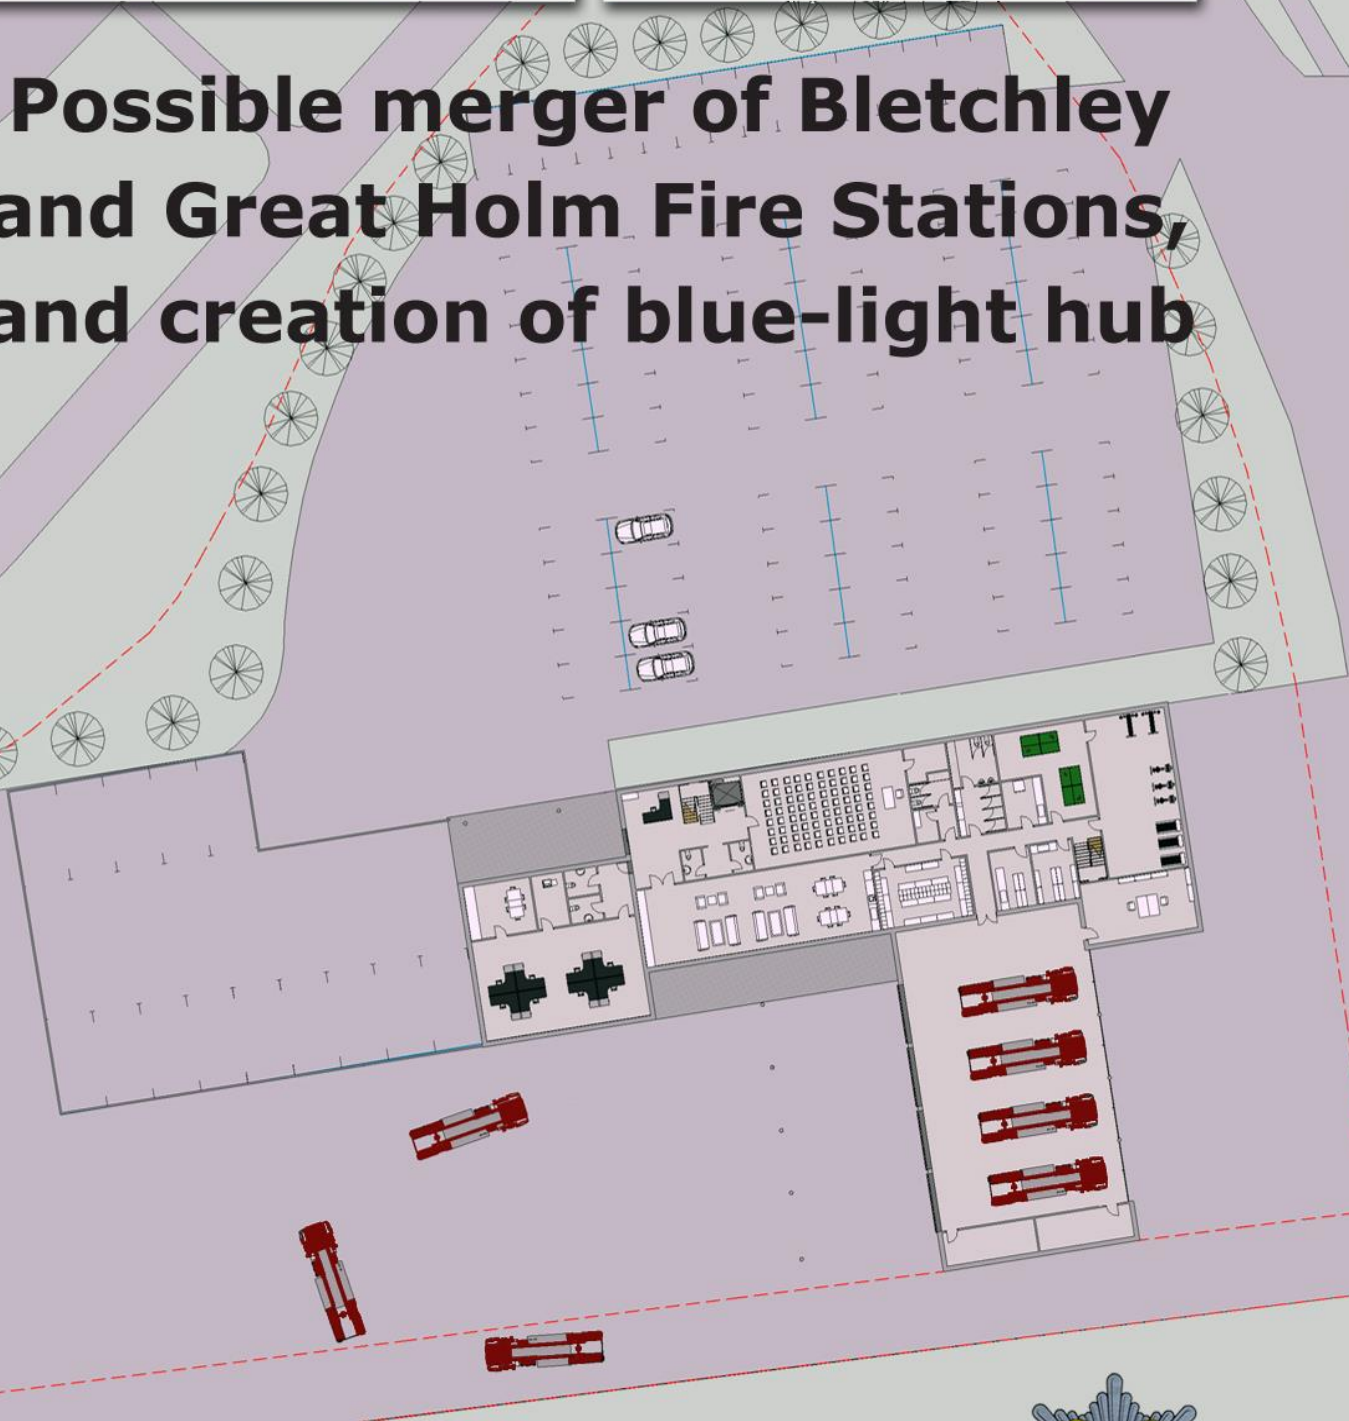 Possible merger of Bletchley
and Great Holm Fire Stations,
and creation of blue-light hub